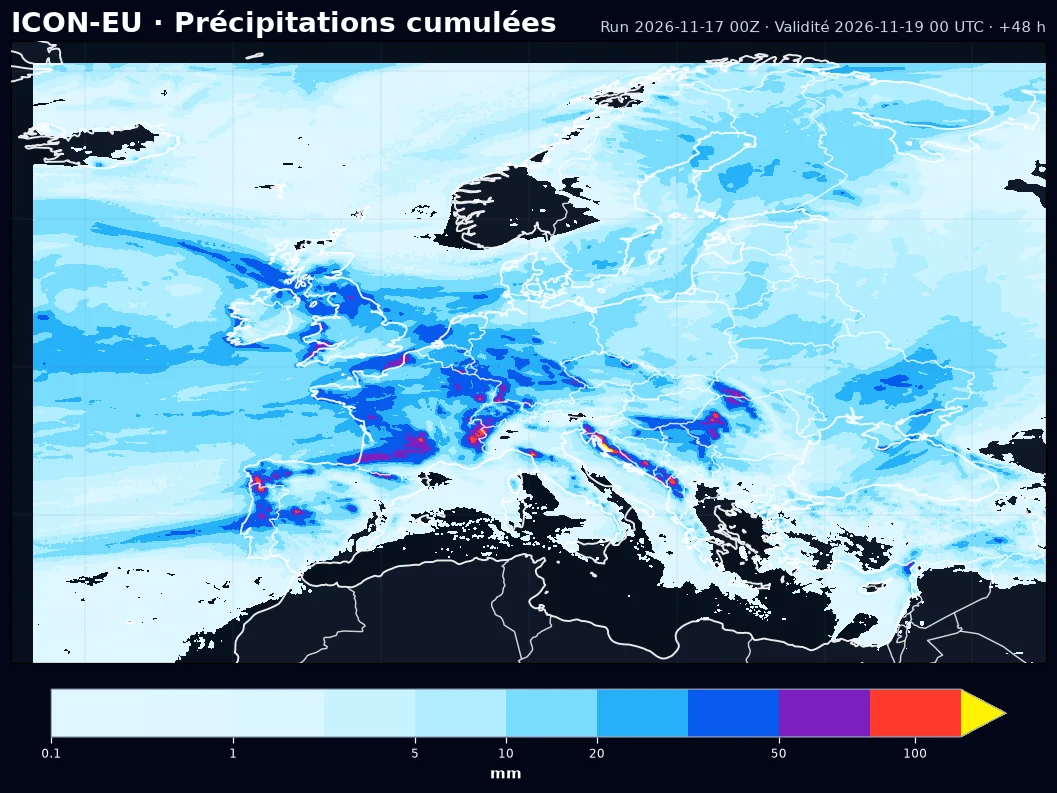 ICON-EU · Précipitations cumulées
Run 2026-11-17 00Z · Validité 2026-11-19 00 UTC · +48 h
0.1 1 5 10 20 50 100
mm